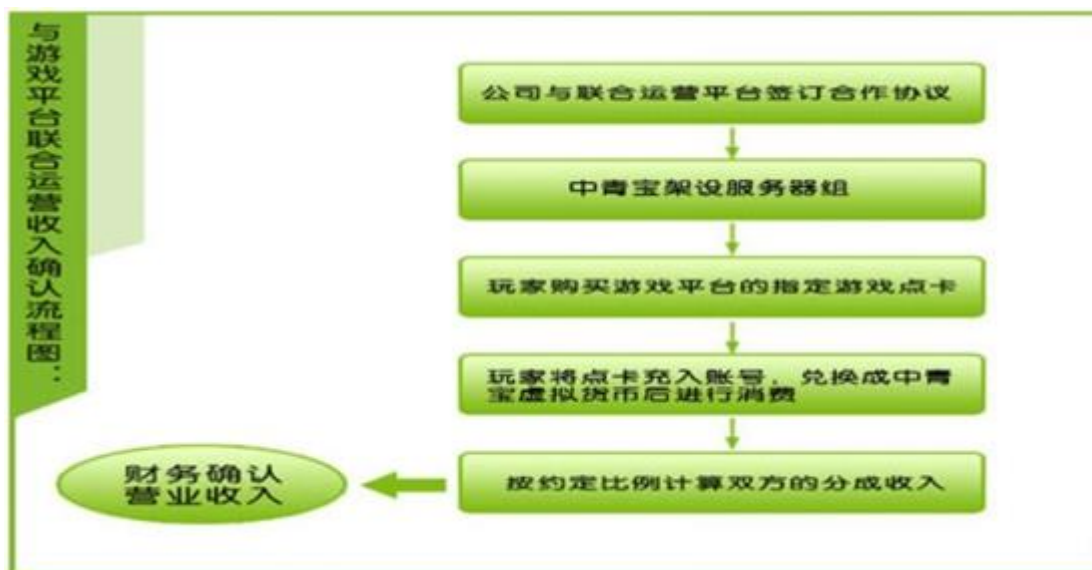 与游戏平台联合运营收入确认流程图：
公司与联合运营平台签订合作协议
中青宝架设服务器组
玩家购买游戏平台的指定游戏点卡
玩家将点卡充入账号，兑换成中青
宝虚拟货币后进行消费
按约定比例计算双方的分成收入
财务确认
营业收入